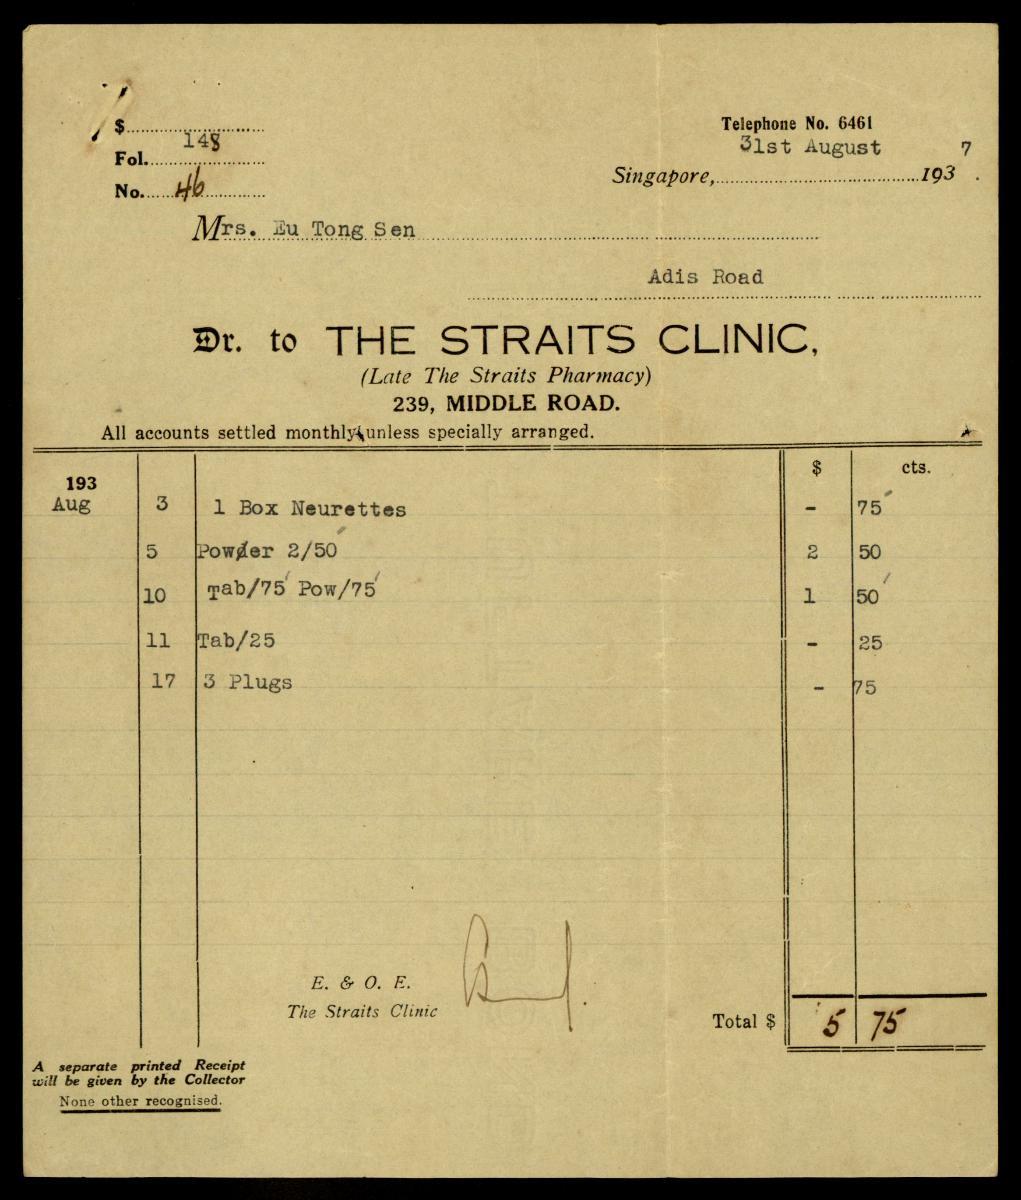 $
Telephone No. 6461
148
31st August 7
Fol.
Singapore, 193 .
No. 46
Mrs. Eu Tong Sen
Adis Road
Dr. to THE STRAITS CLINIC,
(Late The Straits Pharmacy)
239, MIDDLE ROAD.
All accounts settled monthly unless specially arranged.
$ cts.
193
Aug 3 1 Box Neurettes - 75
5 Powder 2/50 2 50
10 Tab/75 Pow/75 1 50
11 Tab/25 - 25
17 3 Plugs - 75
E. & O. E.
The Straits Clinic
Total $ 5 75
A separate printed Receipt
will be given by the Collector
None other recognised.